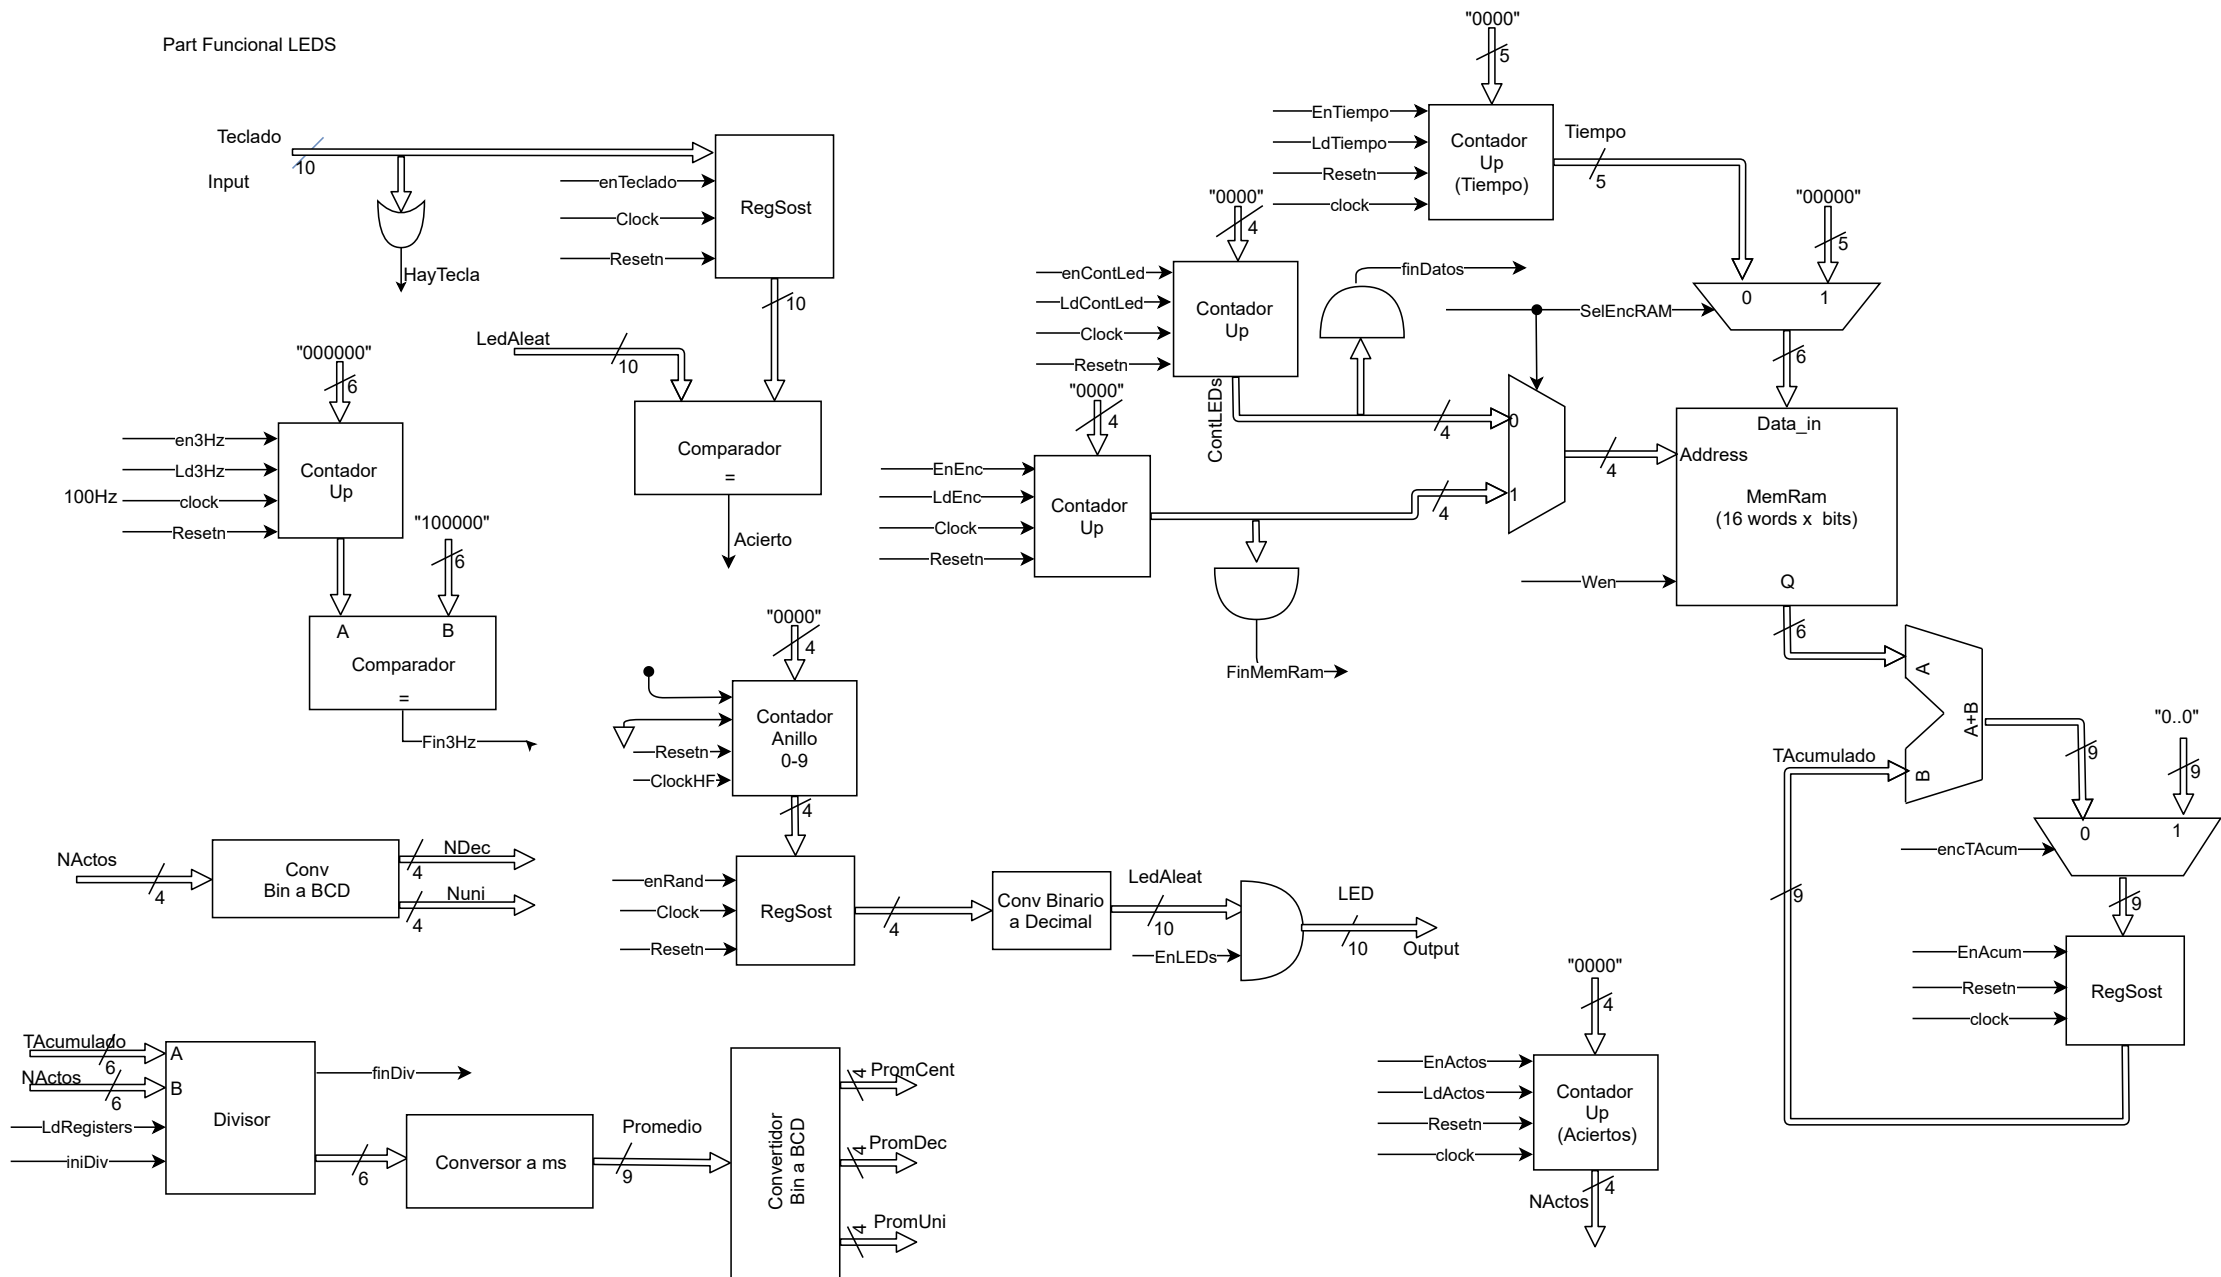 Part Funcional LEDS
Teclado
10
Input
HayTecla
enTeclado
Clock
Resetn
RegSost
10
LedAleat
10
Comparador
=
Acierto
"000000"
6
en3Hz
Ld3Hz
100Hz
clock
Resetn
Contador
Up
"100000"
6
A
B
Comparador
=
Fin3Hz
"0000"
5
EnTiempo
LdTiempo
Resetn
clock
Contador
Up
(Tiempo)
Tiempo
5
"00000"
5
0
1
SelEncRAM
6
"0000"
4
enContLed
LdContLed
Clock
Resetn
Contador
Up
finDatos
ContLEDs
4
"0000"
4
EnEnc
LdEnc
Clock
Resetn
Contador
Up
4
0
1
4
FinMemRam
Data_in
Address
MemRam
(16 words x  bits)
Wen
Q
6
A
B
A+B
TAcumulado
9
"0..0"
9
0
1
encTAcum
9
9
EnAcum
Resetn
clock
RegSost
"0000"
4
Contador
Anillo
0-9
Resetn
ClockHF
4
enRand
Clock
Resetn
RegSost
4
Conv Binario
a Decimal
LedAleat
10
EnLEDs
LED
10
Output
NActos
4
Conv
Bin a BCD
NDec
4
Nuni
4
TAcumulado
6
NActos
6
LdRegisters
iniDiv
A
B
Divisor
finDiv
6
Conversor a ms
Promedio
9
Convertidor
Bin a BCD
4
PromCent
4
PromDec
4
PromUni
"0000"
4
EnActos
LdActos
Resetn
clock
Contador
Up
(Aciertos)
4
NActos